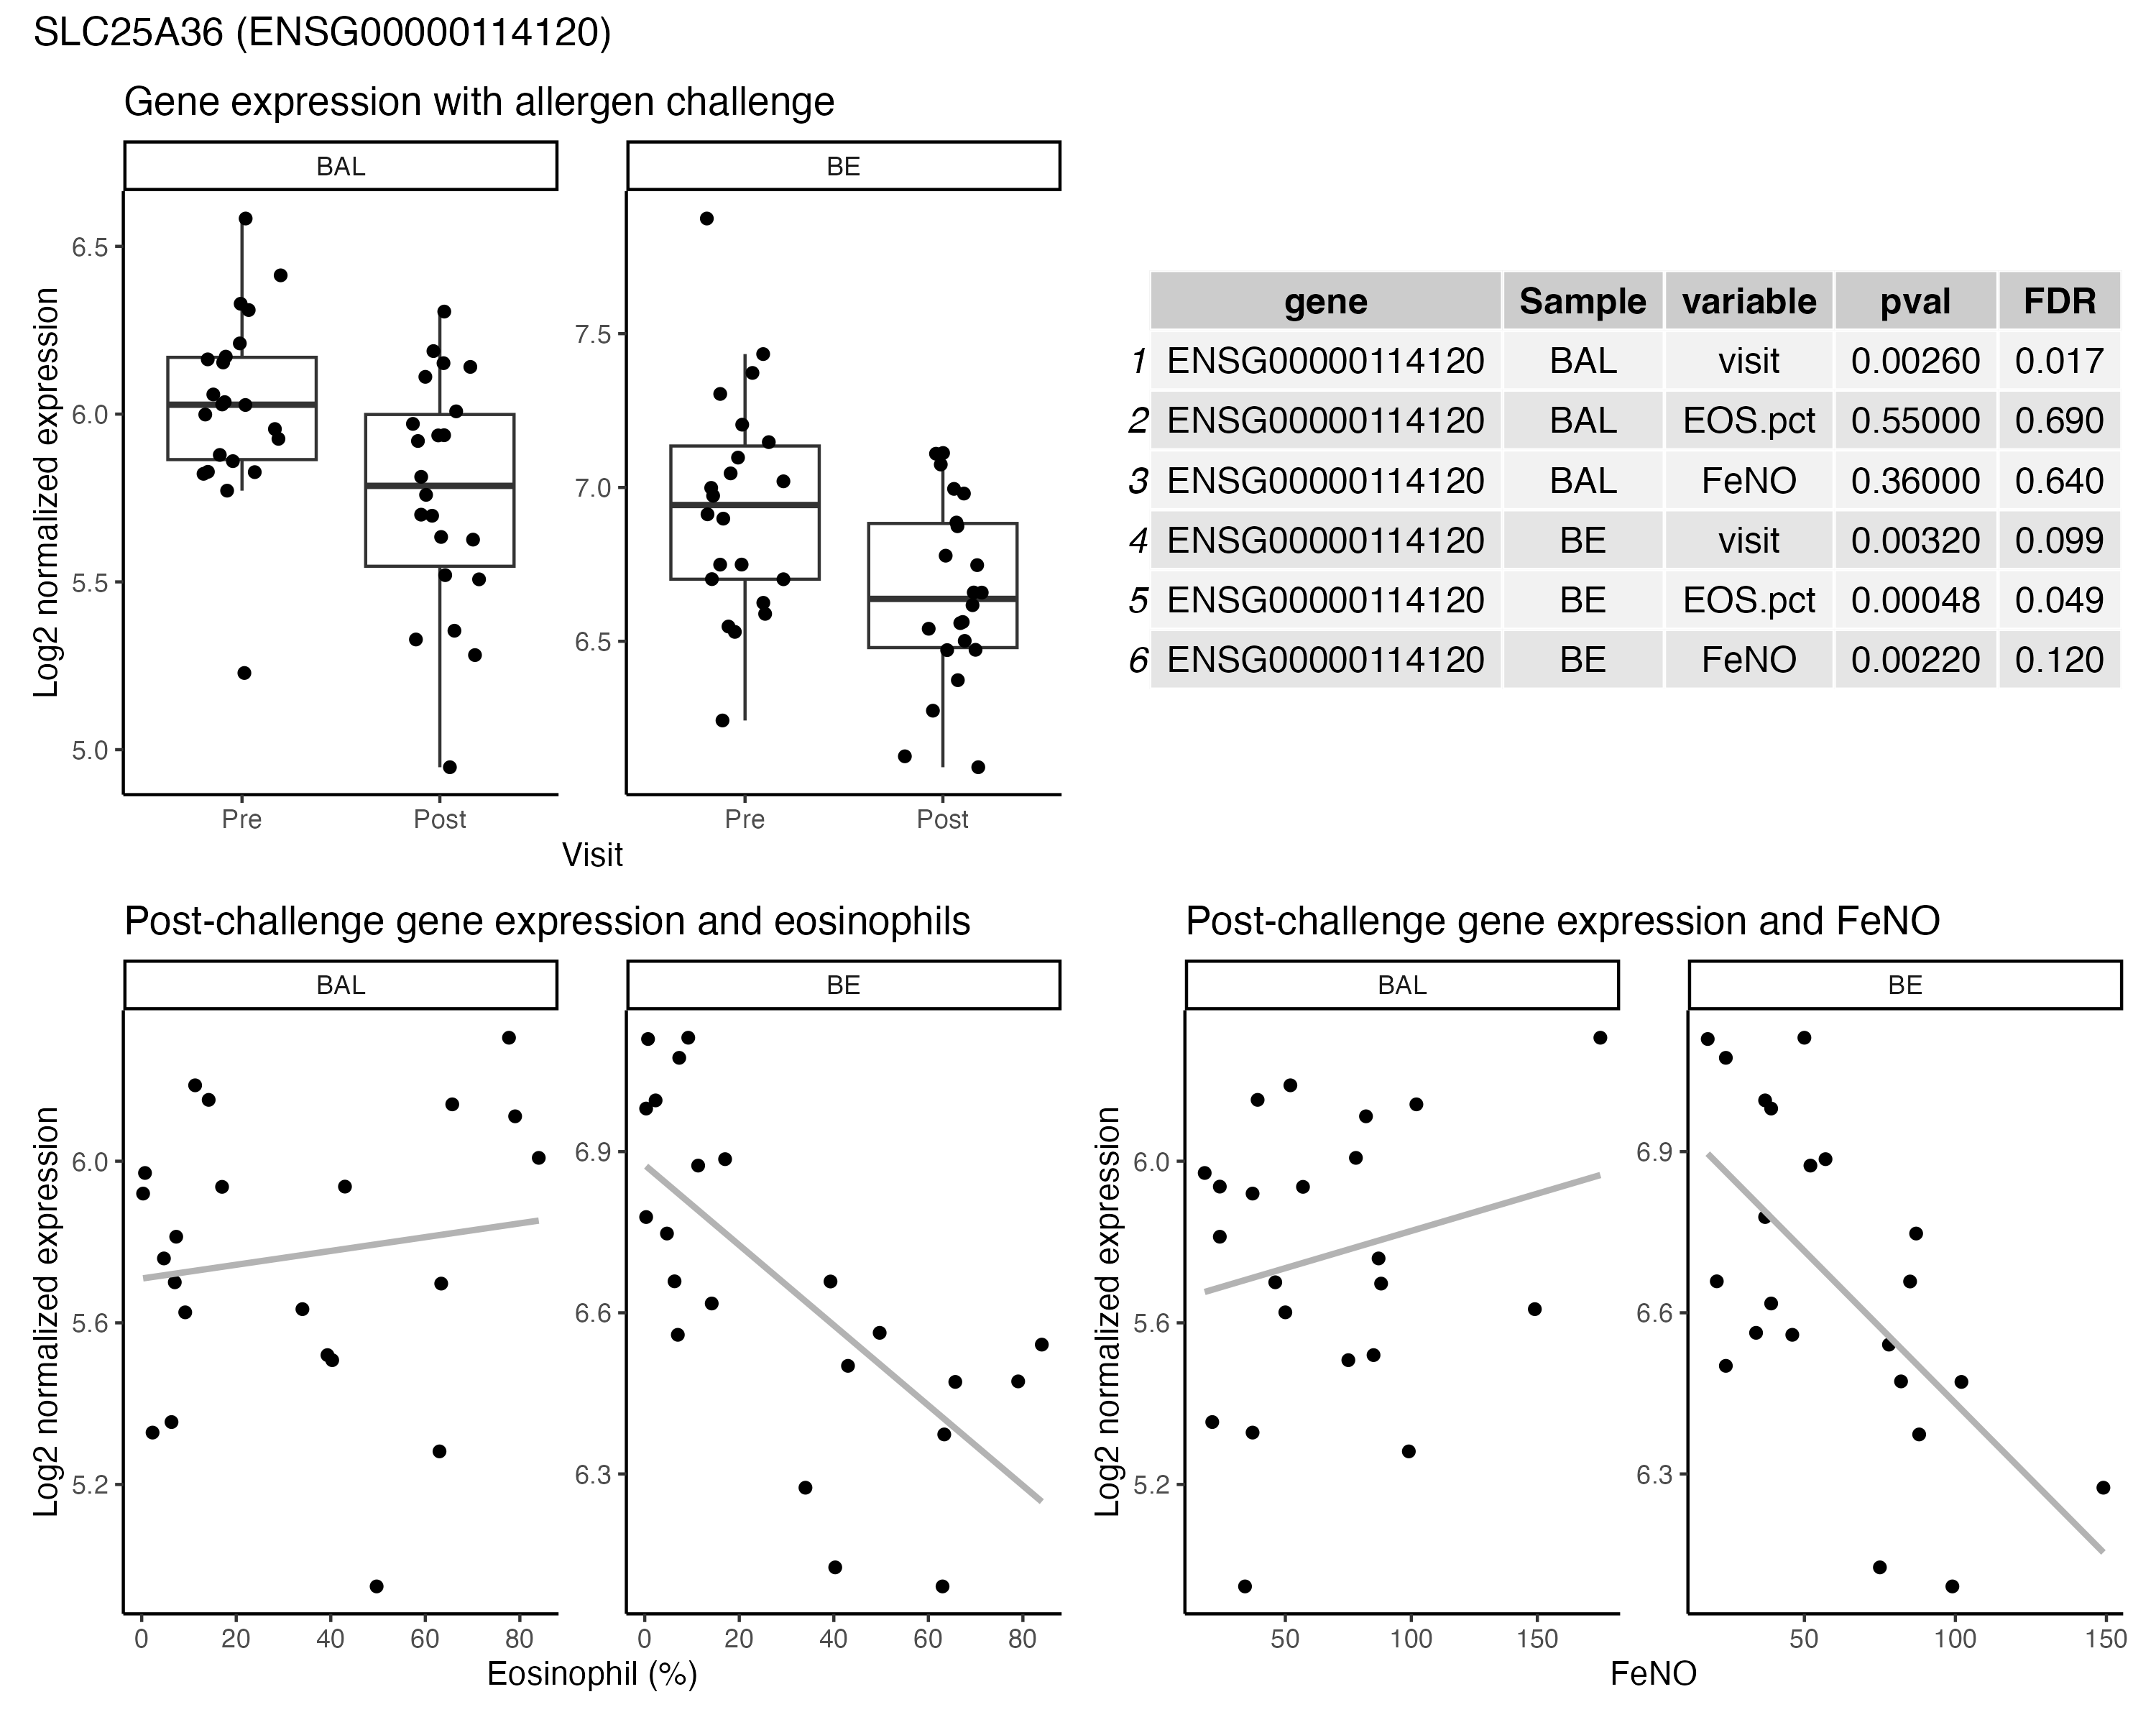 SLC25A36 (ENSG00000114120)
Gene expression with allergen challenge
BAL
BE
Log2 normalized expression
6.5
6.0
5.5
5.0
7.5
7.0
6.5
Pre
Post
Pre
Post
Visit
gene Sample variable pval FDR
1 ENSG00000114120 BAL visit 0.00260 0.017
2 ENSG00000114120 BAL EOS.pct 0.55000 0.690
3 ENSG00000114120 BAL FeNO 0.36000 0.640
4 ENSG00000114120 BE visit 0.00320 0.099
5 ENSG00000114120 BE EOS.pct 0.00048 0.049
6 ENSG00000114120 BE FeNO 0.00220 0.120
Post-challenge gene expression and eosinophils
BAL
BE
Log2 normalized expression
6.0
5.6
5.2
6.9
6.6
6.3
0 20 40 60 80
0 20 40 60 80
Eosinophil (%)
Post-challenge gene expression and FeNO
BAL
BE
Log2 normalized expression
6.0
5.6
5.2
6.9
6.6
6.3
50 100 150
50 100 150
FeNO